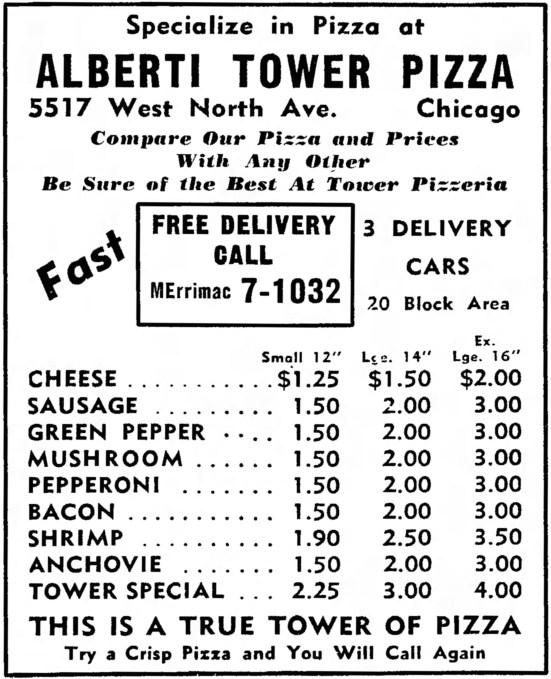 Specialize in Pizza at
ALBERTI TOWER PIZZA
5517 West North Ave. Chicago
Compare Our Pizza and Prices
With Any Other
Be Sure of the Best At Tower Pizzeria
Fast
FREE DELIVERY
CALL
MErrimac 7-1032
3 DELIVERY
CARS
20 Block Area
Small 12" Lge. 14" Ex. Lge. 16"
CHEESE ........... $1.25 $1.50 $2.00
SAUSAGE ......... 1.50 2.00 3.00
GREEN PEPPER .... 1.50 2.00 3.00
MUSHROOM ...... 1.50 2.00 3.00
PEPPERONI ....... 1.50 2.00 3.00
BACON ........... 1.50 2.00 3.00
SHRIMP .......... 1.90 2.50 3.50
ANCHOVIE ........ 1.50 2.00 3.00
TOWER SPECIAL ... 2.25 3.00 4.00
THIS IS A TRUE TOWER OF PIZZA
Try a Crisp Pizza and You Will Call Again